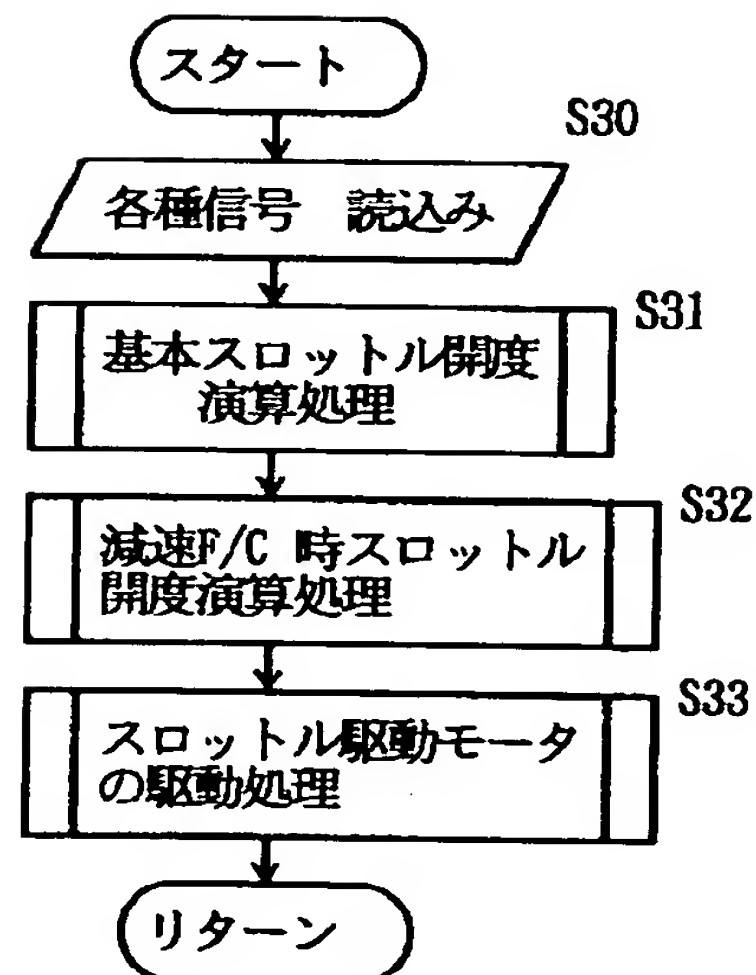 スタート
S30
各種信号 読込み
S31
基本スロットル開度
演算処理
S32
減速F/C 時スロットル
開度演算処理
S33
スロットル駆動モータ
の駆動処理
リターン